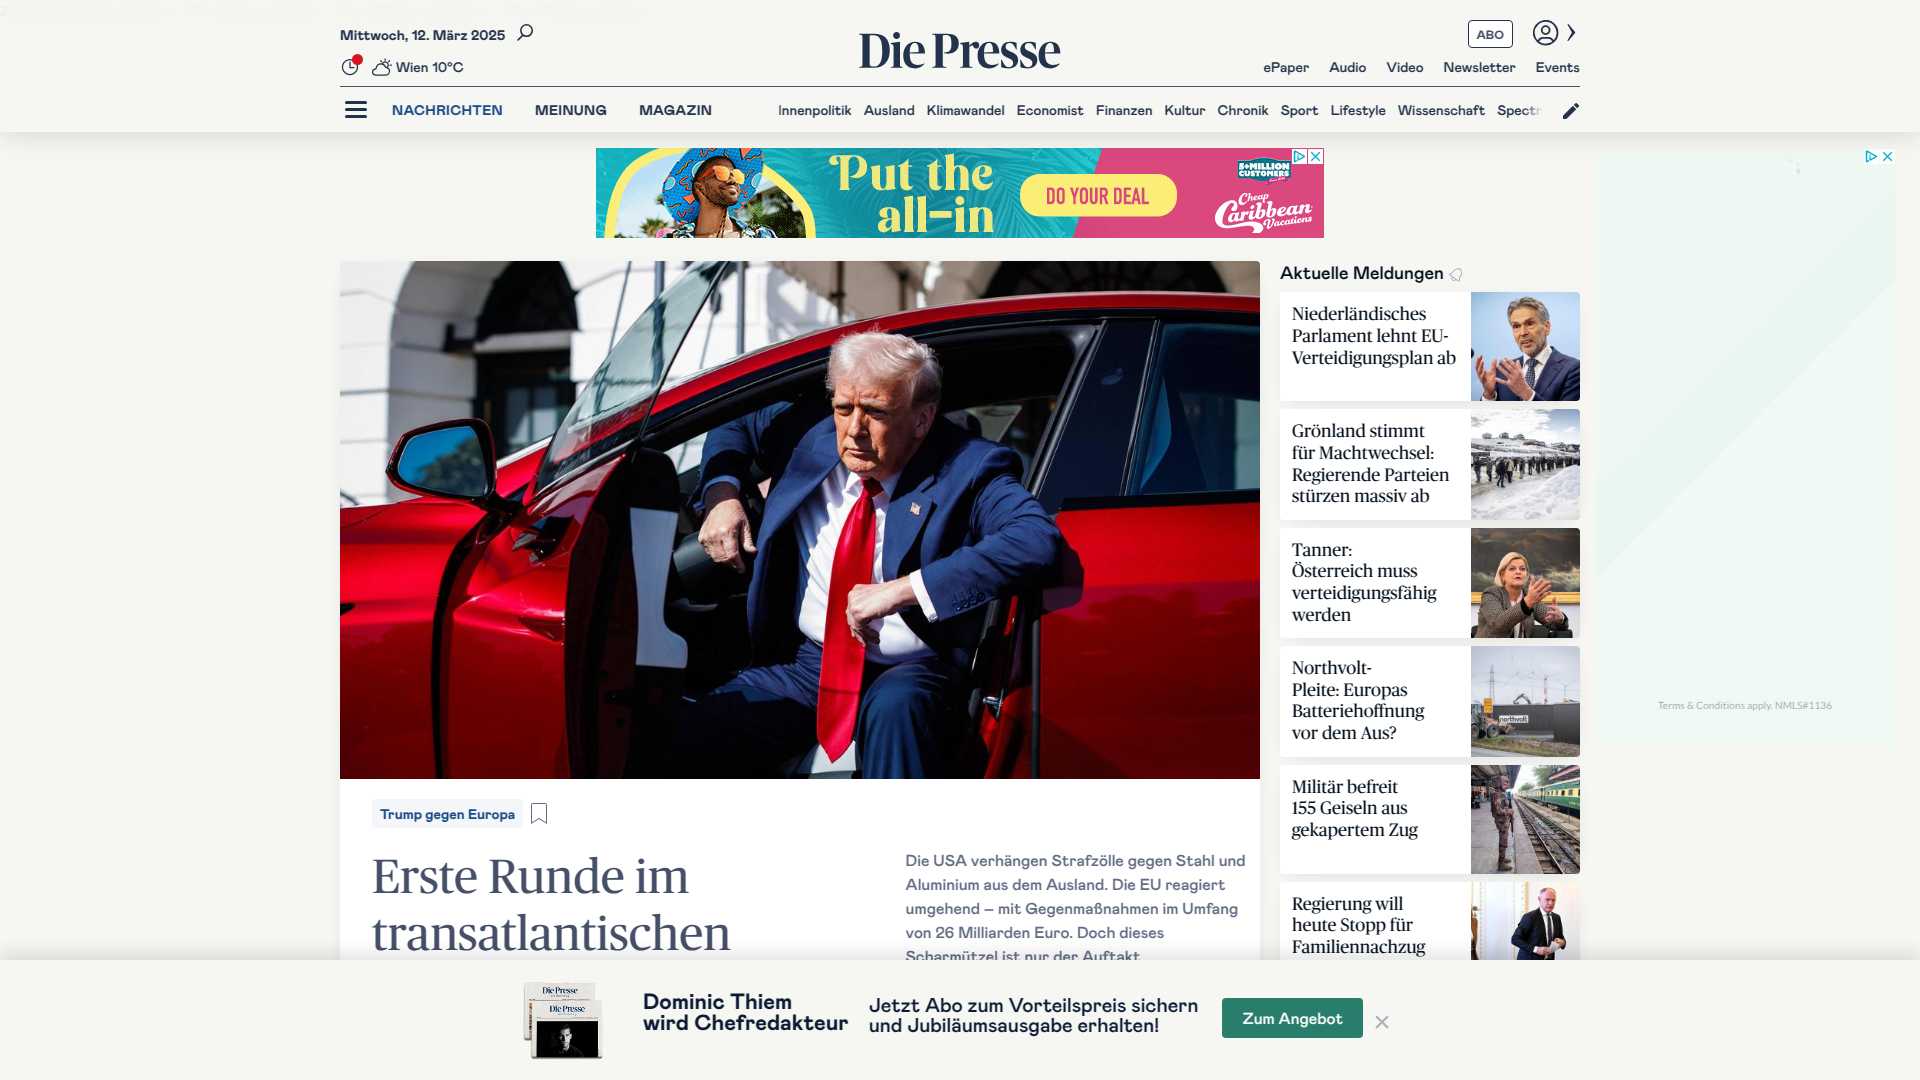 Mittwoch, 12. März 2025
Wien 10°C
Die Presse
ABO
ePaper Audio Video Newsletter Events
NACHRICHTEN MEINUNG MAGAZIN
Innenpolitik Ausland Klimawandel Economist Finanzen Kultur Chronik Sport Lifestyle Wissenschaft Spectr
Put the
all-in
DO YOUR DEAL
5+MILLION
CUSTOMERS
Cheap
Caribbean
Vacations
Trump gegen Europa
Erste Runde im
transatlantischen
Die USA verhängen Strafzölle gegen Stahl und
Aluminium aus dem Ausland. Die EU reagiert
umgehend – mit Gegenmaßnahmen im Umfang
von 26 Milliarden Euro. Doch dieses
Scharmützel ist nur der Auftakt
Aktuelle Meldungen
Niederländisches
Parlament lehnt EU-
Verteidigungsplan ab
Grönland stimmt
für Machtwechsel:
Regierende Parteien
stürzen massiv ab
Tanner:
Österreich muss
verteidigungsfähig
werden
Northvolt-
Pleite: Europas
Batteriehoffnung
vor dem Aus?
northvolt
Militär befreit
155 Geiseln aus
gekapertem Zug
Regierung will
heute Stopp für
Familiennachzug
Terms & Conditions apply. NMLS#1136
Die Presse
Die Presse
Dominic Thiem
wird Chefredakteur
Jetzt Abo zum Vorteilspreis sichern
und Jubiläumsausgabe erhalten!
Zum Angebot